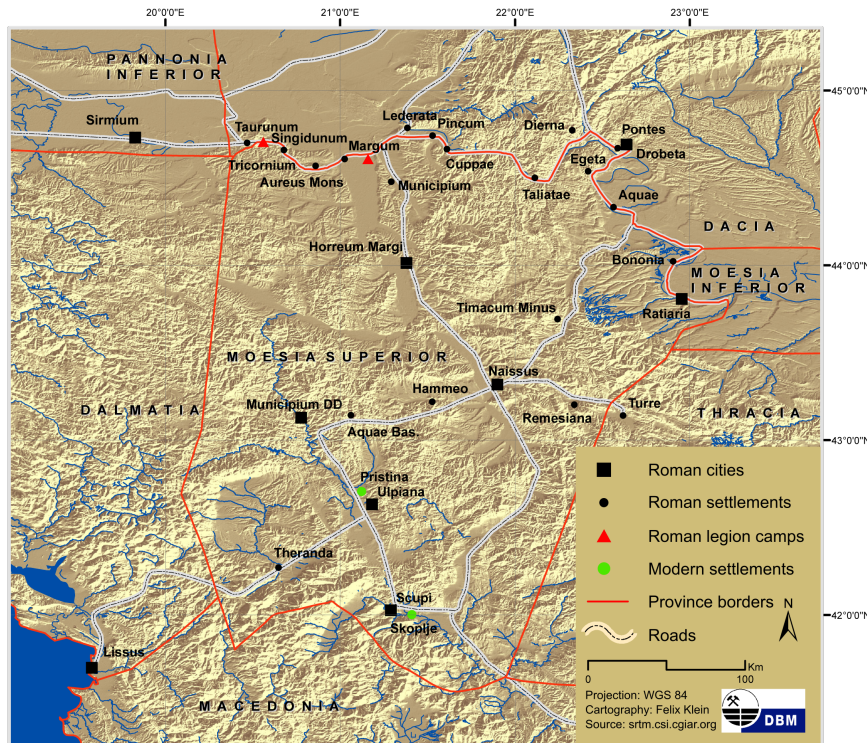 20°0'0"E 21°0'0"E 22°0'0"E 23°0'0"E
PANNONIA
INFERIOR
45°0'0"N
Sirmium
Taurunum
Singidunum
Lederata
Pincum
Dierna
Pontes
Margum
Tricornium
Aureus Mons
Cuppae
Egeta
Drobeta
Municipium
Taliatae
Aquae
DACIA
Horreum Margi
44°0'0"N
Bononia
MOESIA
INFERIOR
Timacum Minus
Ratiaria
MOESIA SUPERIOR
Naissus
Hammeo
DALMATIA
Municipium DD
Remesiana
Turre
THRACIA
Aquae Bas.
43°0'0"N
Pristina
Ulpiana
Theranda
Scupi
Skoplje
42°0'0"N
Lissus
MACEDONIA
Roman cities
Roman settlements
Roman legion camps
Modern settlements
Province borders
N
Roads
Km
0 100
Projection: WGS 84
Cartography: Felix Klein
Source: srtm.csi.cgiar.org
DBM